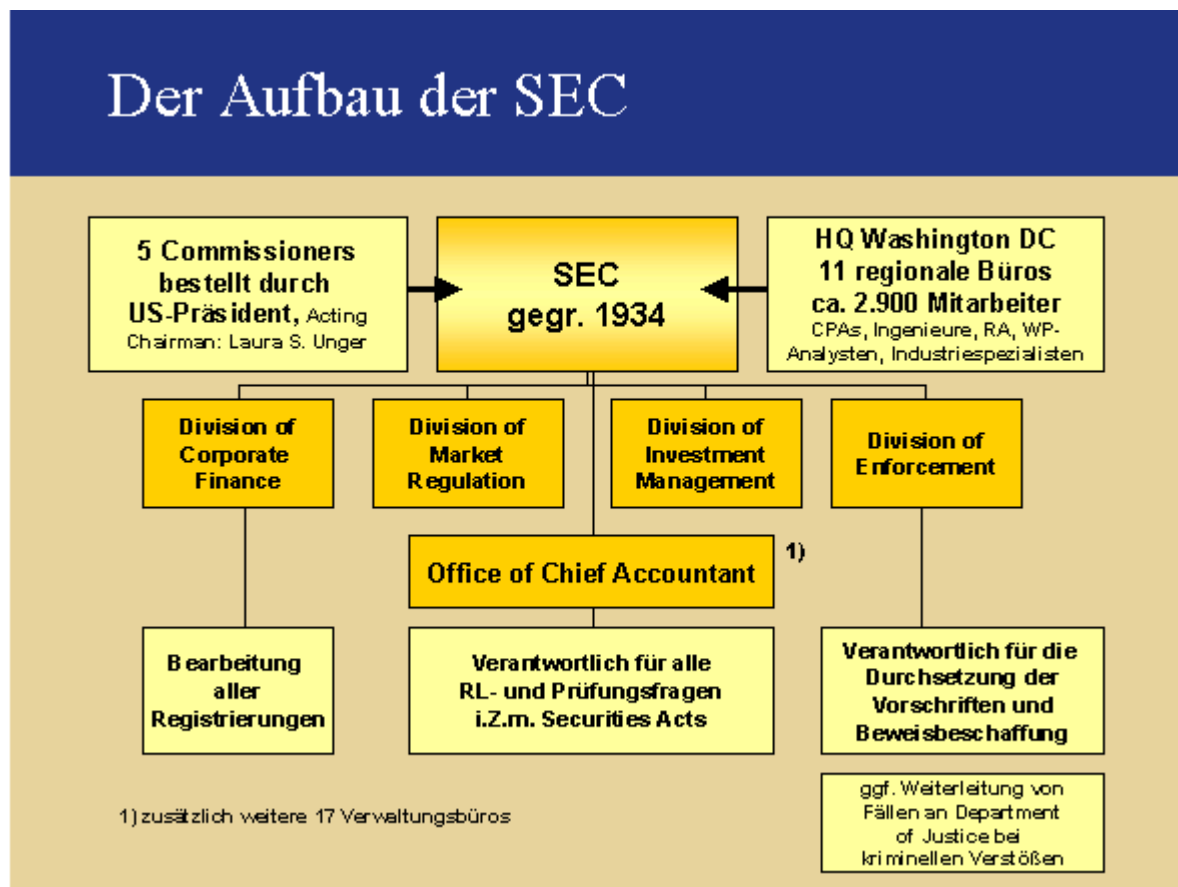 Der Aufbau der SEC
5 Commissioners
bestellt durch
US-Präsident, Acting
Chairman: Laura S. Unger
SEC
gegr. 1934
HQ Washington DC
11 regionale Büros
ca. 2.900 Mitarbeiter
CPAs, Ingenieure, RA, WP-
Analysten, Industriespezialisten
Division of
Corporate
Finance
Division of
Market
Regulation
Division of
Investment
Management
Division of
Enforcement
Office of Chief Accountant
1)
Bearbeitung
aller
Registrierungen
Verantwortlich für alle
RL- und Prüfungsfragen
i.Z.m. Securities Acts
Verantwortlich für die
Durchsetzung der
Vorschriften und
Beweisbeschaffung
ggf. Weiterleitung von
Fällen an Department
of Justice bei
kriminellen Verstößen
1) zusätzlich weitere 17 Verwaltungsbüros